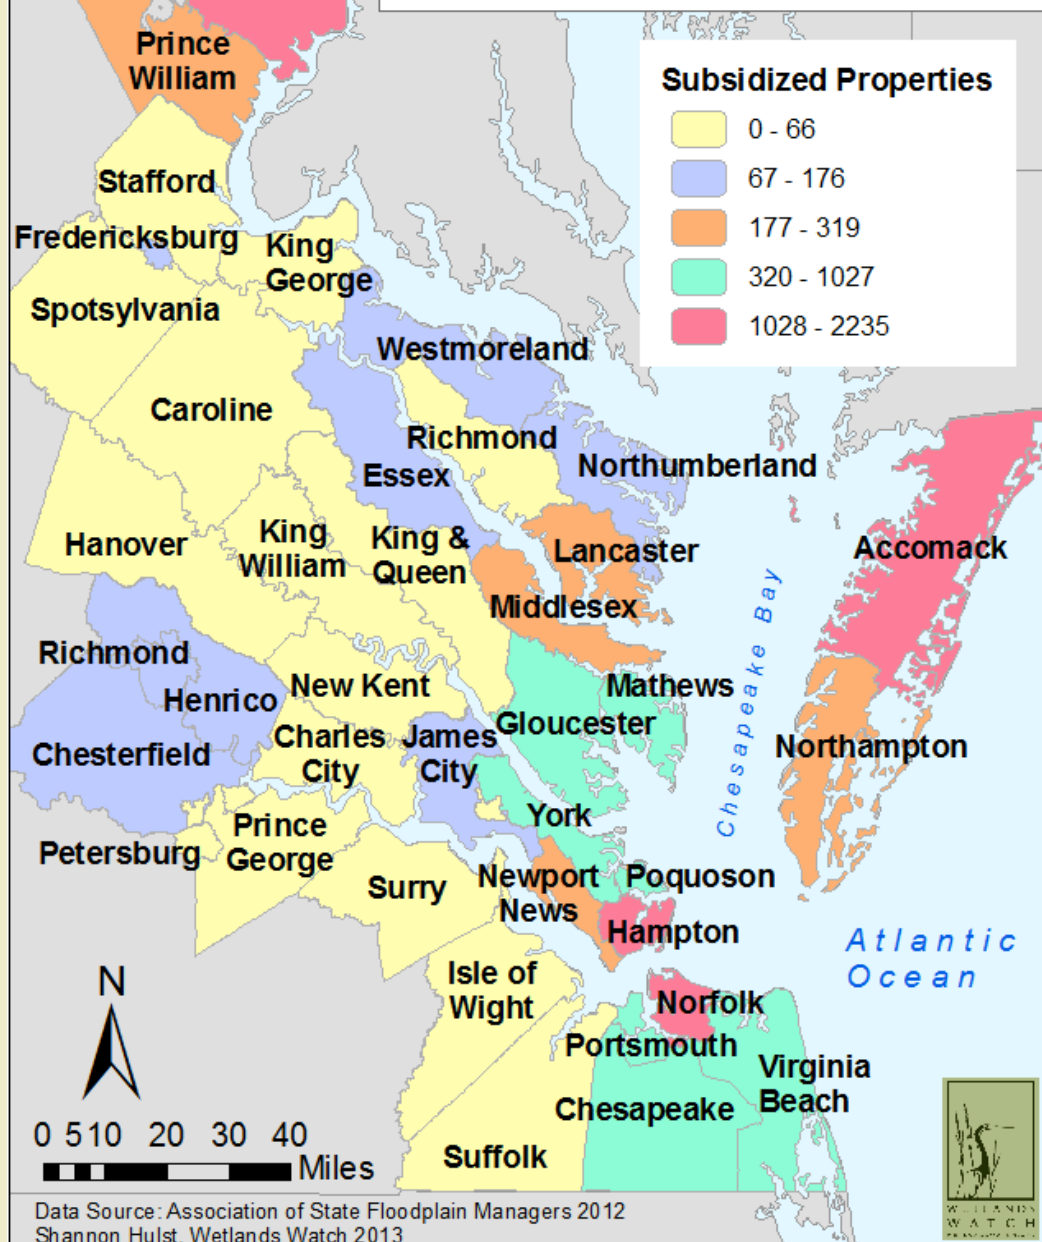 Prince
William
Subsidized Properties
0 - 66
67 - 176
177 - 319
320 - 1027
1028 - 2235
Stafford
Fredericksburg
King
George
Spotsylvania
Westmoreland
Caroline
Richmond
Essex
Northumberland
Hanover
King
William
King &
Queen
Lancaster
Accomack
Middlesex
Chesapeake Bay
Richmond
Henrico
New Kent
Mathews
Gloucester
Chesterfield
Charles
City
James
City
Northampton
York
Petersburg
Prince
George
Surry
Newport
News
Poquoson
Hampton
Atlantic
Ocean
N
Isle of
Wight
Norfolk
Portsmouth
Virginia
Beach
Chesapeake
Suffolk
0 5 10 20 30 40
Miles
Data Source: Association of State Floodplain Managers 2012
Shannon Hulst, Wetlands Watch 2013
WETLANDS
WATCH